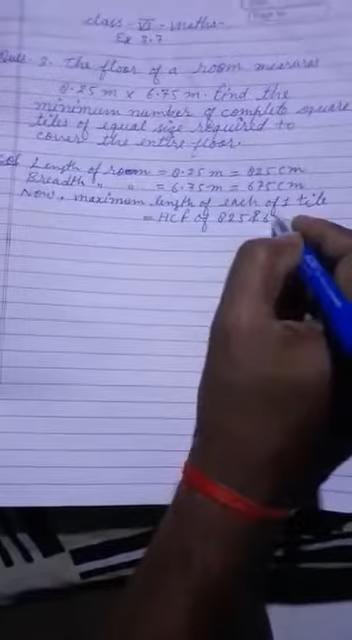 class - VI - maths -
Ex 3.7
Ques. 3. The floor of a room measures
8.25 m x 6.75 m. Find the
minimum number of complete square
tiles of equal size required to
cover the entire floor.
Sol Length of room = 8.25 m = 825 cm
Breadth " " = 6.75 m = 675 cm
Now, maximum length of each of 1 tile
= HCF of 825 & 6